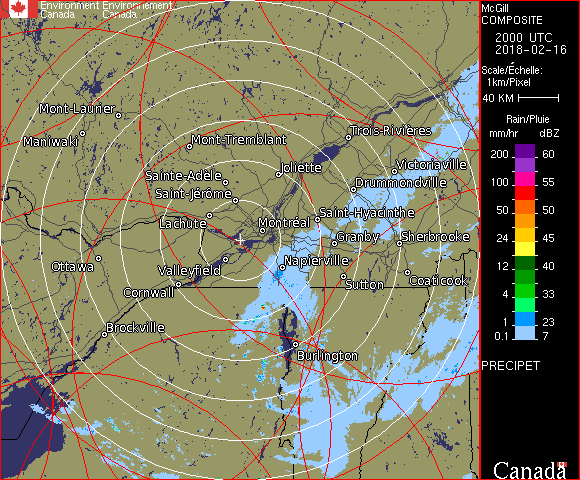 Environment Environnement
Canada Canada
McGill
COMPOSITE
2000 UTC
2018-02-16
Scale/Échelle:
1km/Pixel
40 KM
Rain/Pluie
mm/hr dBZ
200 60
100 55
50 50
24 45
12 40
4 33
1 23
0.1 7
PRECIPET
Canada
Mont-Laurier
Maniwaki
Mont-Tremblant
Trois-Rivières
Sainte-Adèle
Joliette
Victoriaville
Saint-Jérôme
Drummondville
Lachute
Montréal
Saint-Hyacinthe
Granby
Sherbrooke
Ottawa
Valleyfield
Napierville
Cornwall
Sutton
Coaticook
Brockville
Burlington